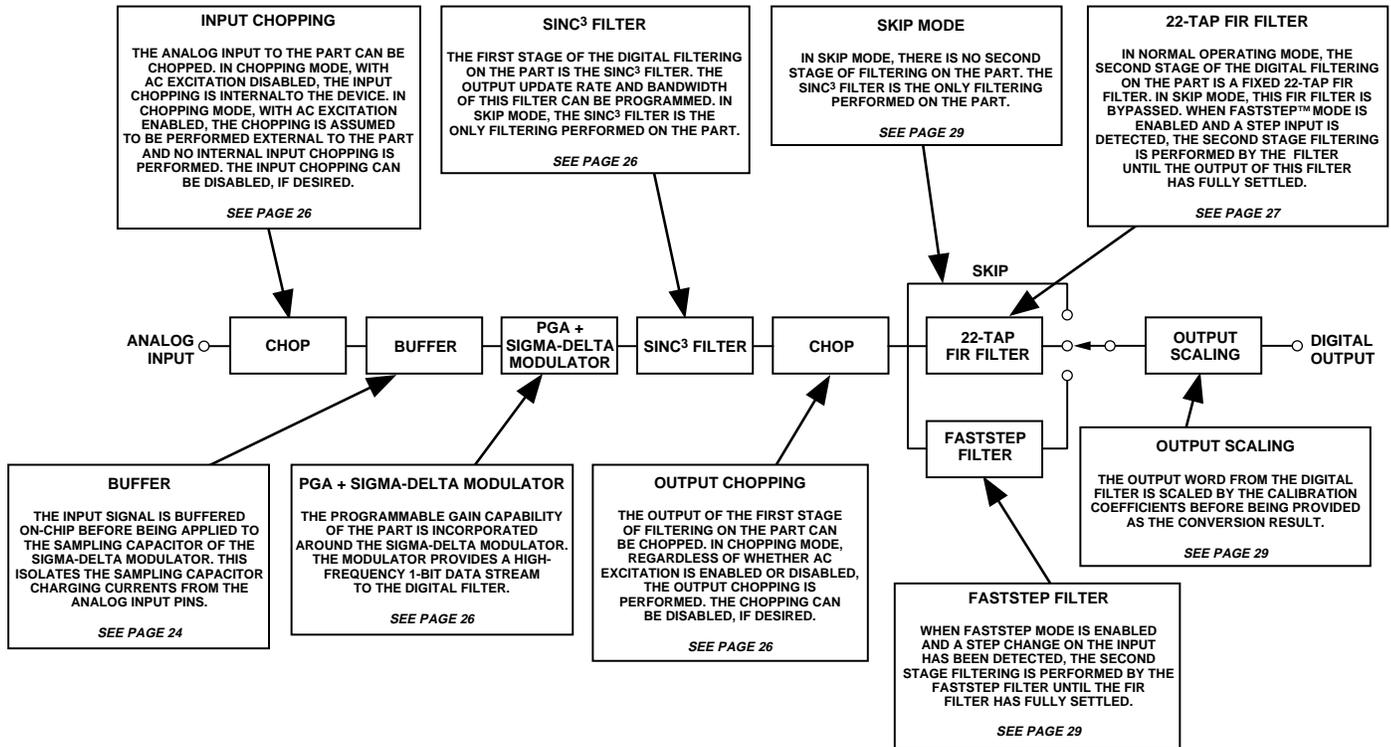 INPUT CHOPPING
THE ANALOG INPUT TO THE PART CAN BE
CHOPPED. IN CHOPPING MODE, WITH
AC EXCITATION DISABLED, THE INPUT
CHOPPING IS INTERNALTO THE DEVICE. IN
CHOPPING MODE, WITH AC EXCITATION
ENABLED, THE CHOPPING IS ASSUMED
TO BE PERFORMED EXTERNAL TO THE PART
AND NO INTERNAL INPUT CHOPPING IS
PERFORMED. THE INPUT CHOPPING CAN
BE DISABLED, IF DESIRED.
SEE PAGE 26
SINC³ FILTER
THE FIRST STAGE OF THE DIGITAL FILTERING
ON THE PART IS THE SINC³ FILTER. THE
OUTPUT UPDATE RATE AND BANDWIDTH
OF THIS FILTER CAN BE PROGRAMMED. IN
SKIP MODE, THE SINC³ FILTER IS THE
ONLY FILTERING PERFORMED ON THE PART.
SEE PAGE 26
SKIP MODE
IN SKIP MODE, THERE IS NO SECOND
STAGE OF FILTERING ON THE PART. THE
SINC³ FILTER IS THE ONLY FILTERING
PERFORMED ON THE PART.
SEE PAGE 29
22-TAP FIR FILTER
IN NORMAL OPERATING MODE, THE
SECOND STAGE OF THE DIGITAL FILTERING
ON THE PART IS A FIXED 22-TAP FIR
FILTER. IN SKIP MODE, THIS FIR FILTER IS
BYPASSED. WHEN FASTSTEP™ MODE IS
ENABLED AND A STEP INPUT IS
DETECTED, THE SECOND STAGE FILTERING
IS PERFORMED BY THE FILTER
UNTIL THE OUTPUT OF THIS FILTER
HAS FULLY SETTLED.
SEE PAGE 27
SKIP
ANALOG
INPUT
CHOP
BUFFER
PGA +
SIGMA-DELTA
MODULATOR
SINC³ FILTER
CHOP
22-TAP
FIR FILTER
OUTPUT
SCALING
DIGITAL
OUTPUT
FASTSTEP
FILTER
BUFFER
THE INPUT SIGNAL IS BUFFERED
ON-CHIP BEFORE BEING APPLIED TO
THE SAMPLING CAPACITOR OF THE
SIGMA-DELTA MODULATOR. THIS
ISOLATES THE SAMPLING CAPACITOR
CHARGING CURRENTS FROM THE
ANALOG INPUT PINS.
SEE PAGE 24
PGA + SIGMA-DELTA MODULATOR
THE PROGRAMMABLE GAIN CAPABILITY
OF THE PART IS INCORPORATED
AROUND THE SIGMA-DELTA MODULATOR.
THE MODULATOR PROVIDES A HIGH-
FREQUENCY 1-BIT DATA STREAM
TO THE DIGITAL FILTER.
SEE PAGE 26
OUTPUT CHOPPING
THE OUTPUT OF THE FIRST STAGE
OF FILTERING ON THE PART CAN
BE CHOPPED. IN CHOPPING MODE,
REGARDLESS OF WHETHER AC
EXCITATION IS ENABLED OR DISABLED,
THE OUTPUT CHOPPING IS
PERFORMED. THE CHOPPING CAN
BE DISABLED, IF DESIRED.
SEE PAGE 26
OUTPUT SCALING
THE OUTPUT WORD FROM THE DIGITAL
FILTER IS SCALED BY THE CALIBRATION
COEFFICIENTS BEFORE BEING PROVIDED
AS THE CONVERSION RESULT.
SEE PAGE 29
FASTSTEP FILTER
WHEN FASTSTEP MODE IS ENABLED
AND A STEP CHANGE ON THE INPUT
HAS BEEN DETECTED, THE SECOND
STAGE FILTERING IS PERFORMED BY THE
FASTSTEP FILTER UNTIL THE FIR
FILTER HAS FULLY SETTLED.
SEE PAGE 29